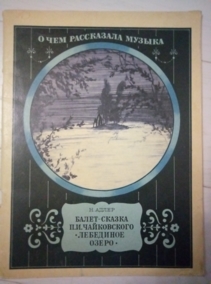 О ЧЕМ РАССКАЗАЛА МУЗЫКА
Н. АДЛЕР
БАЛЕТ-СКАЗКА
П.И. ЧАЙКОВСКОГО
«ЛЕБЕДИНОЕ
ОЗЕРО»